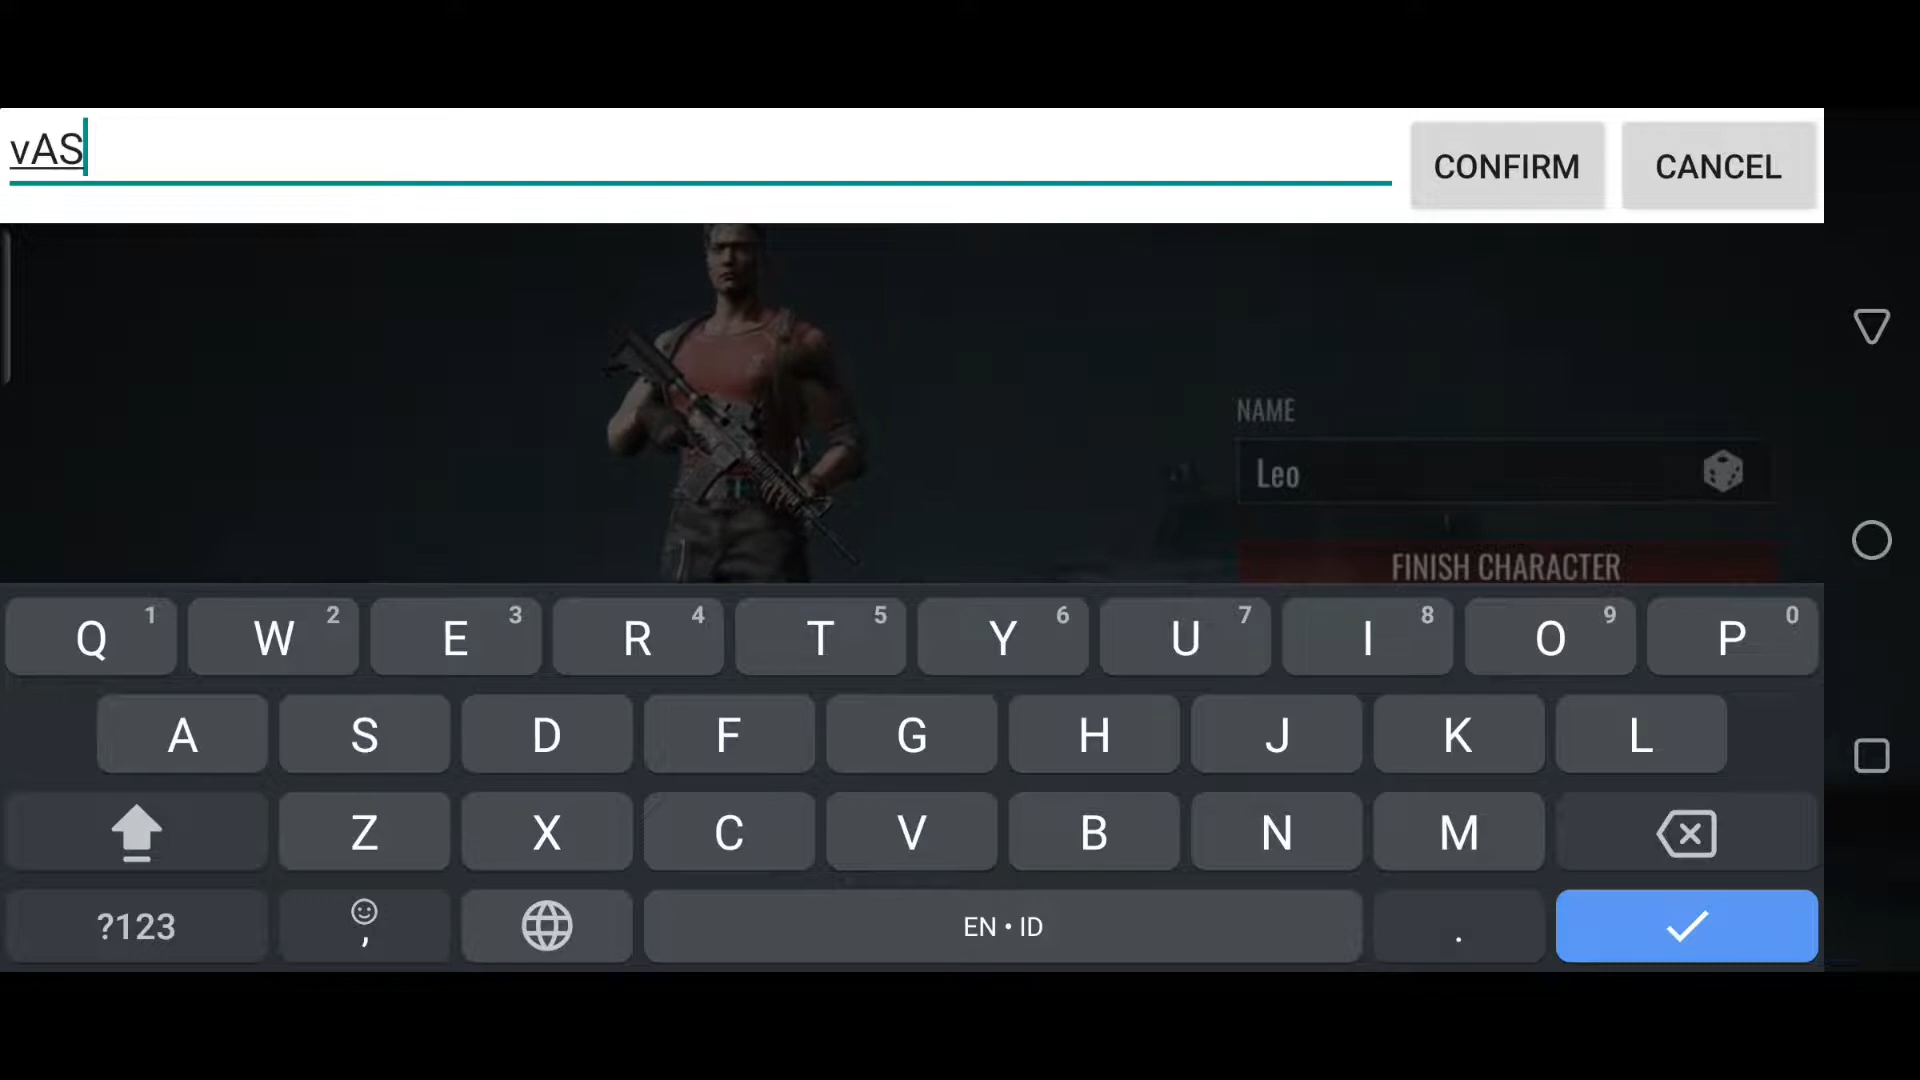 vAS
CONFIRM
CANCEL
NAME
Leo
FINISH CHARACTER
1 2 3 4 5 6 7 8 9 0
Q W E R T Y U I O P
A S D F G H J K L
Z X C V B N M
?123 , EN • ID .